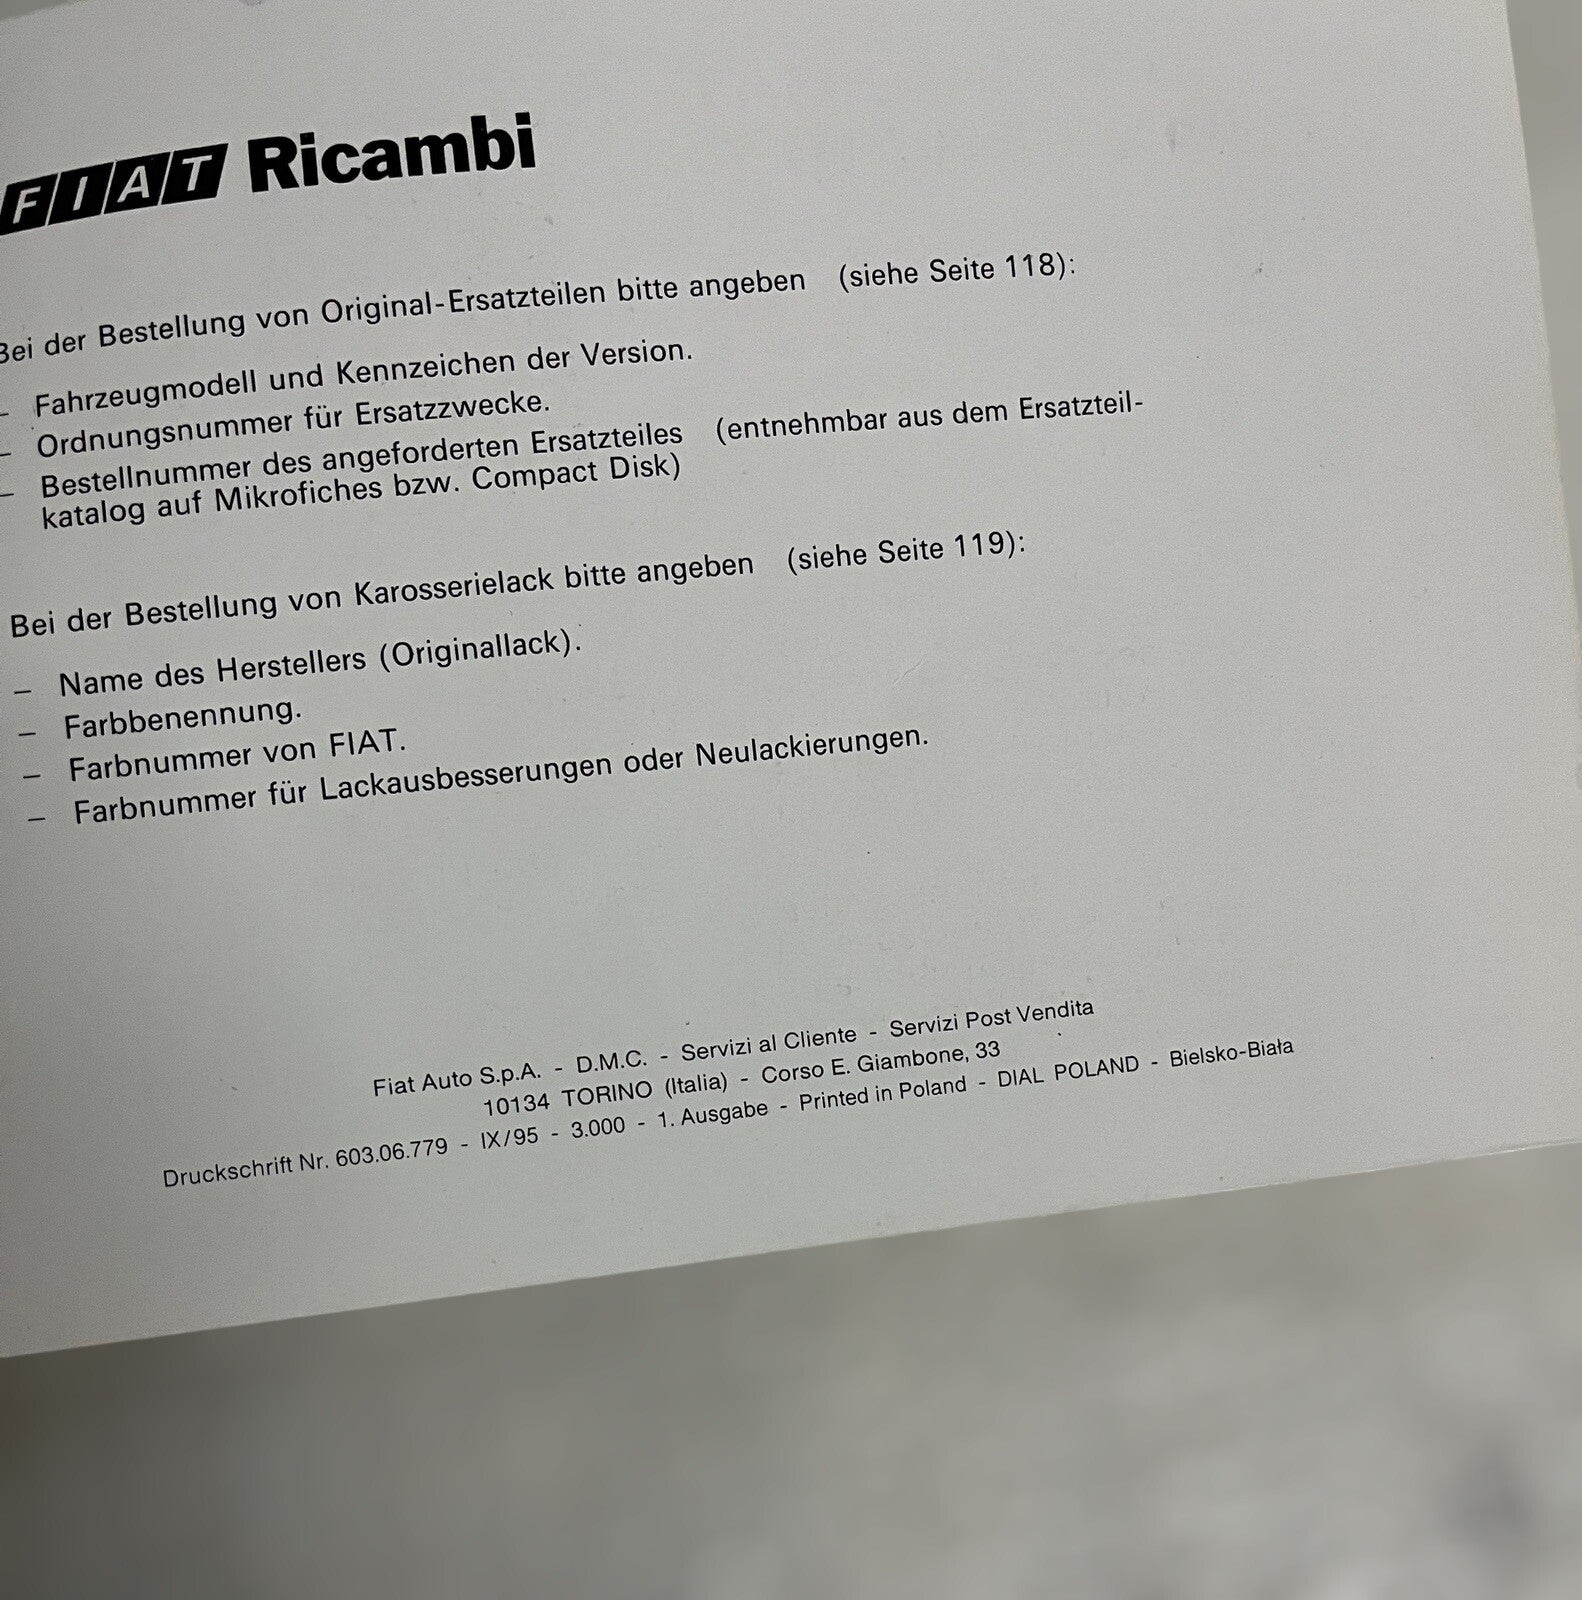 FIAT Ricambi
Bei der Bestellung von Original-Ersatzteilen bitte angeben (siehe Seite 118):
– Fahrzeugmodell und Kennzeichen der Version.
– Ordnungsnummer für Ersatzzwecke.
– Bestellnummer des angeforderten Ersatzteiles (entnehmbar aus dem Ersatzteil-
katalog auf Mikrofiches bzw. Compact Disk)
Bei der Bestellung von Karosserielack bitte angeben (siehe Seite 119):
– Name des Herstellers (Originallack).
– Farbbenennung.
– Farbnummer von FIAT.
– Farbnummer für Lackausbesserungen oder Neulackierungen.
Fiat Auto S.p.A. - D.M.C. - Servizi al Cliente - Servizi Post Vendita
10134 TORINO (Italia) - Corso E. Giambone, 33
Druckschrift Nr. 603.06.779 - IX/95 - 3.000 - 1. Ausgabe - Printed in Poland - DIAL POLAND - Bielsko-Biała